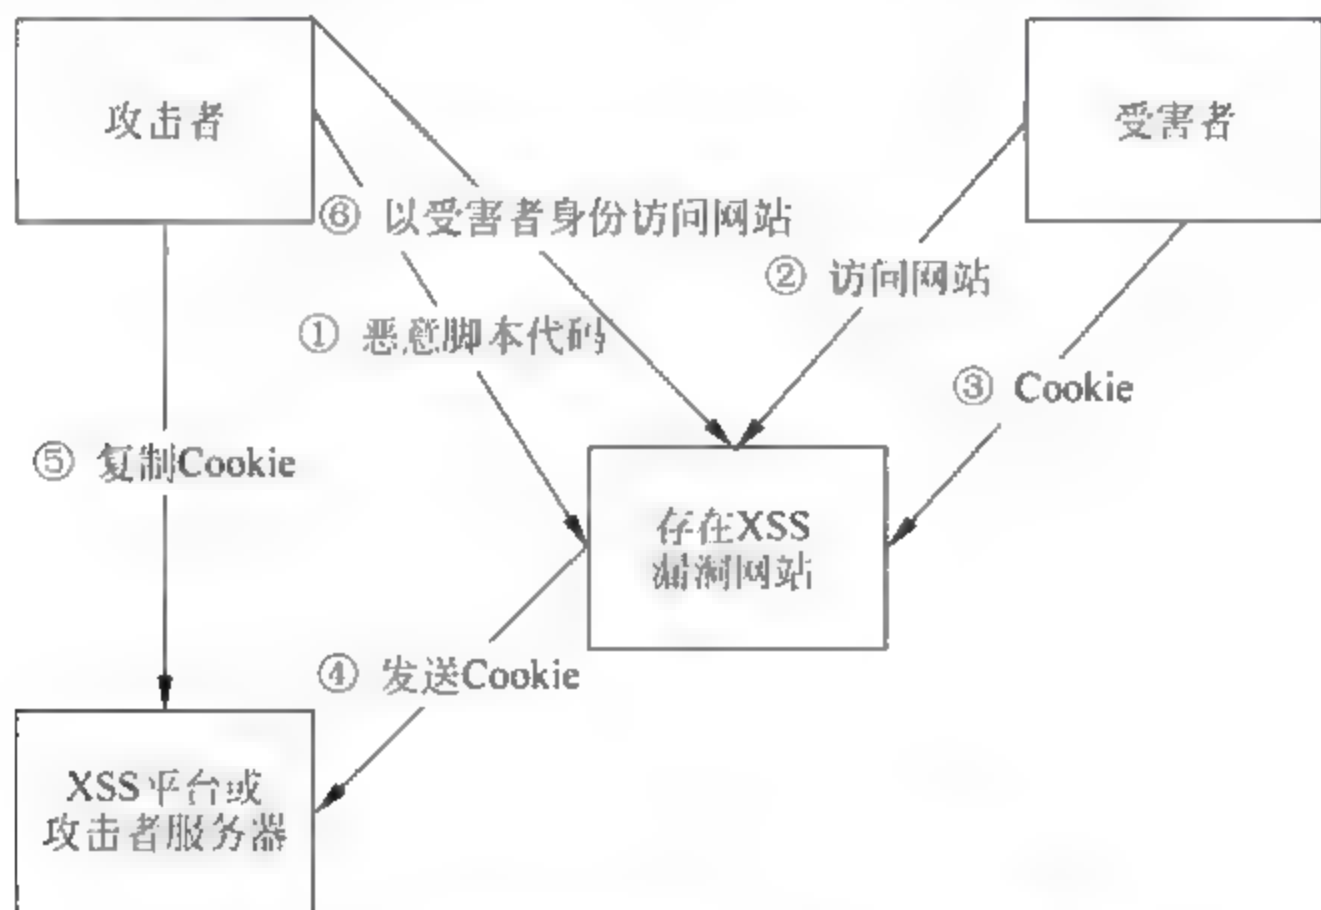 攻击者
受害者
⑥ 以受害者身份访问网站
② 访问网站
① 恶意脚本代码
③ Cookie
⑤ 复制Cookie
存在XSS
漏洞网站
④ 发送Cookie
XSS平台或
攻击者服务器